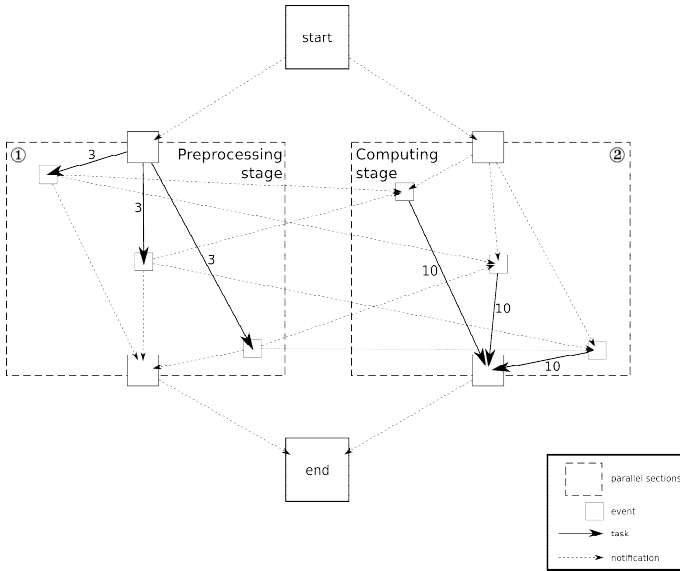 start
①
3
Preprocessing
stage
Computing
stage
②
3
3
10
10
10
end
parallel sections
event
task
notification